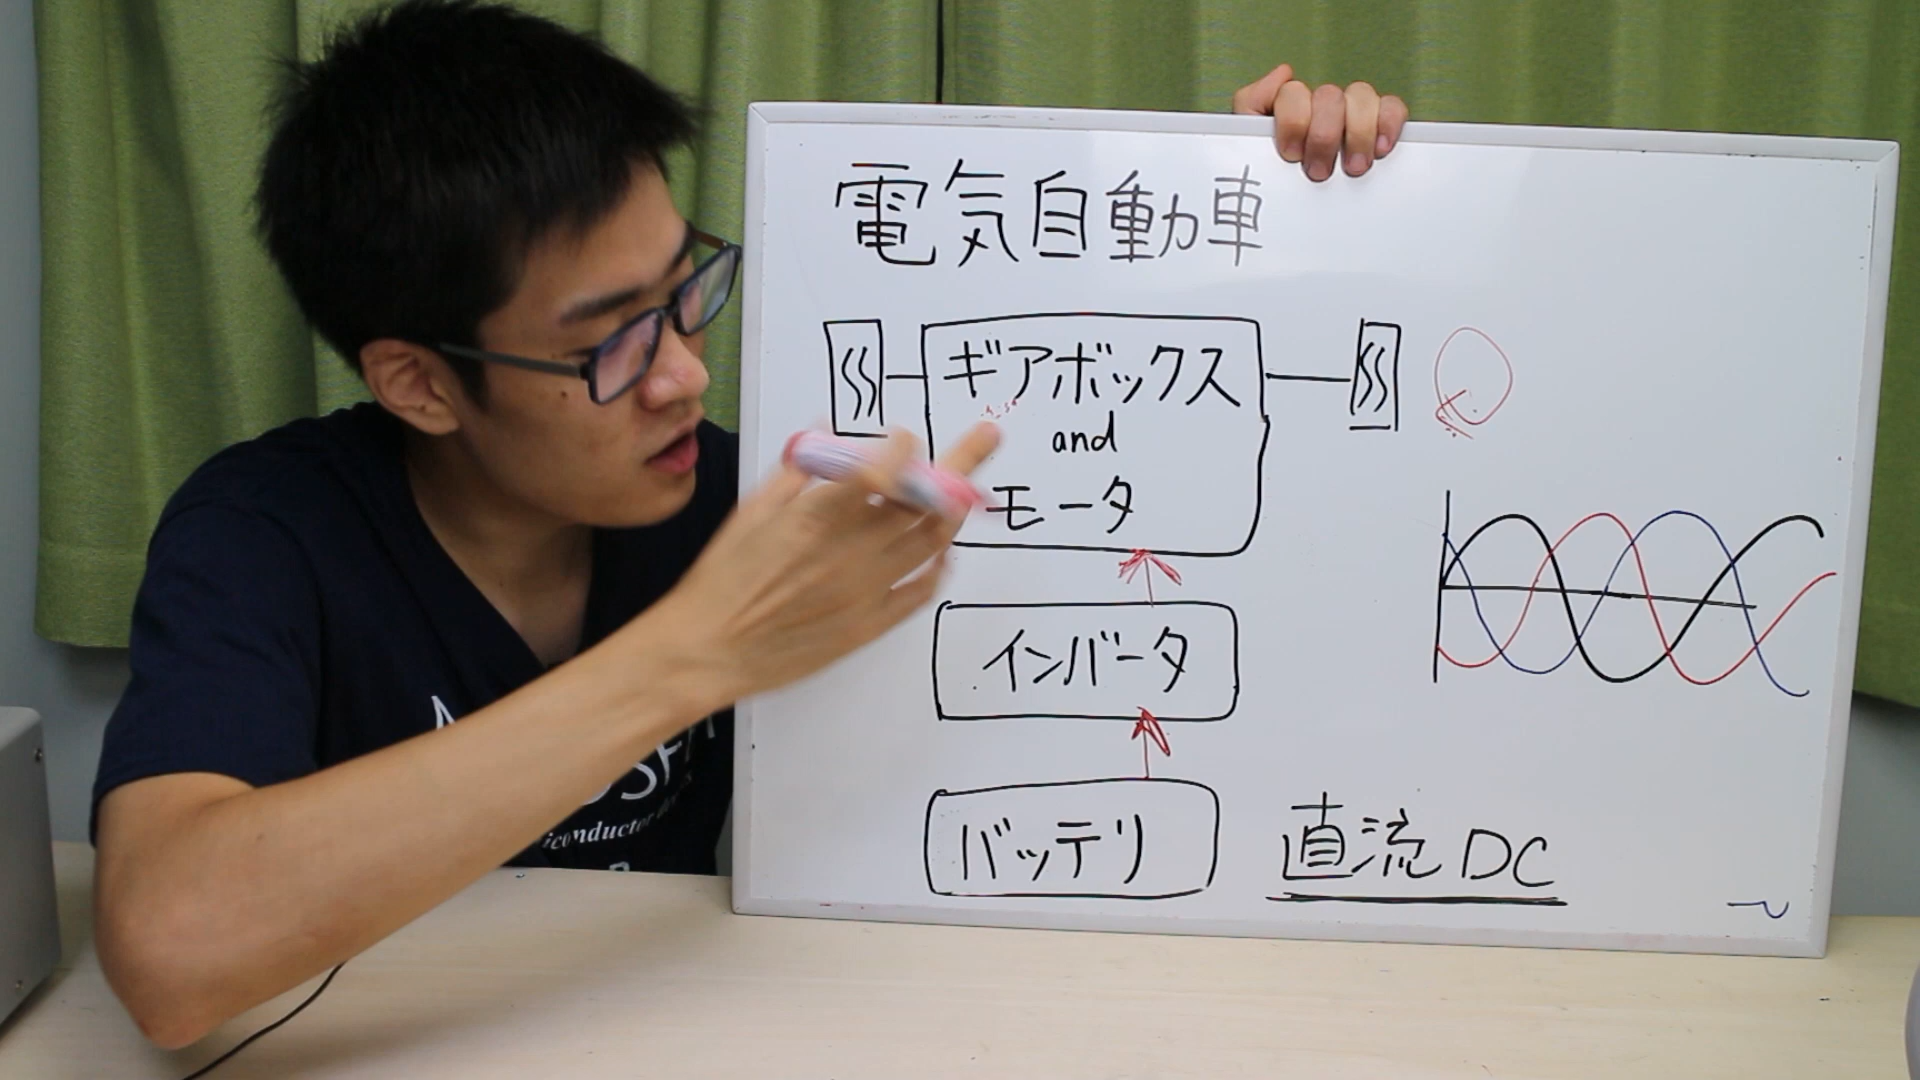 電気自動車
ギアボックス
and
モータ
インバータ
バッテリ
直流 DC
iconductor